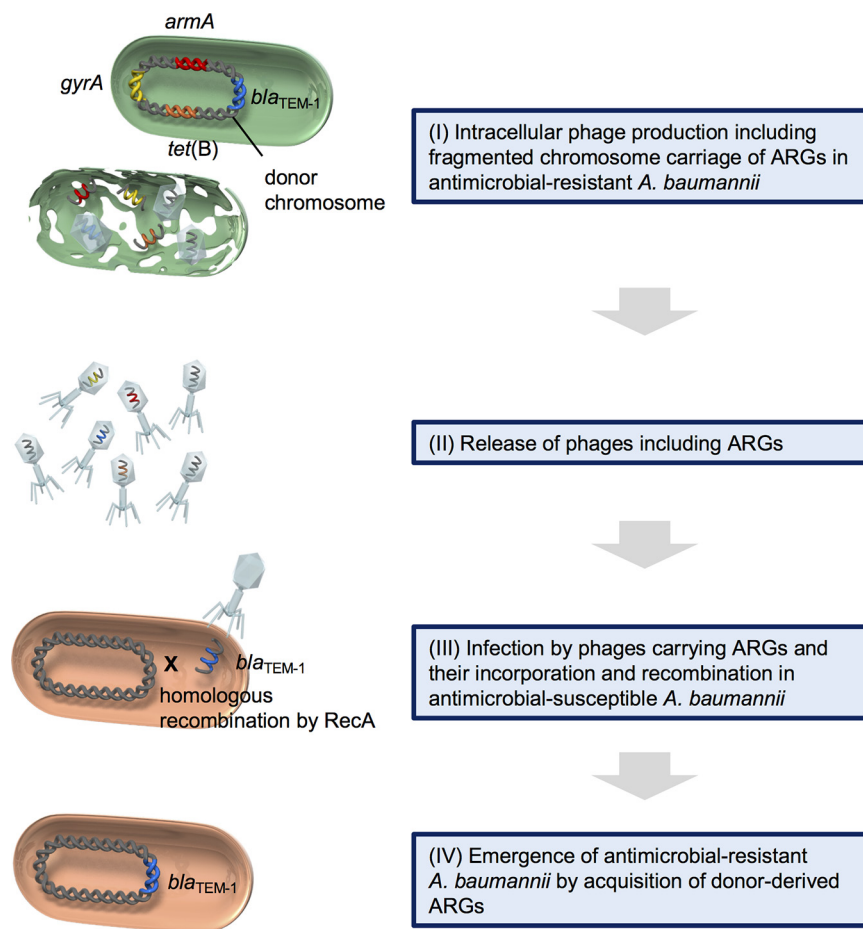 armA
gyrA
blaTEM-1
tet(B)
donor
chromosome
(I) Intracellular phage production including
fragmented chromosome carriage of ARGs in
antimicrobial-resistant A. baumannii
(II) Release of phages including ARGs
X
blaTEM-1
homologous
recombination by RecA
(III) Infection by phages carrying ARGs and
their incorporation and recombination in
antimicrobial-susceptible A. baumannii
blaTEM-1
(IV) Emergence of antimicrobial-resistant
A. baumannii by acquisition of donor-derived
ARGs